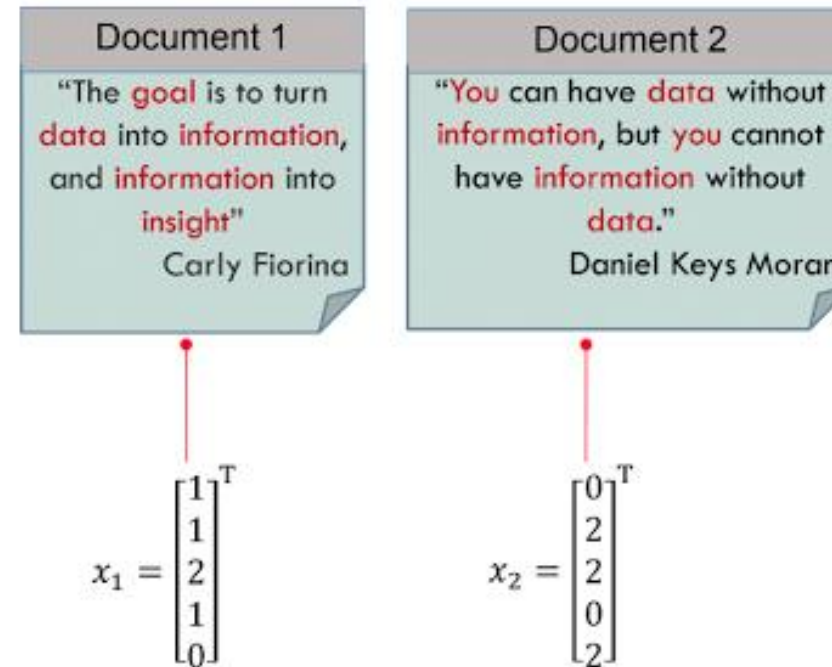 Document 1
“The goal is to turn
data into information,
and information into
insight”
Carly Fiorina
Document 2
“You can have data without
information, but you cannot
have information without
data.”
Daniel Keys Moran
x₁ = [1 1 2 1 0]ᵀ
x₂ = [0 2 2 0 2]ᵀ